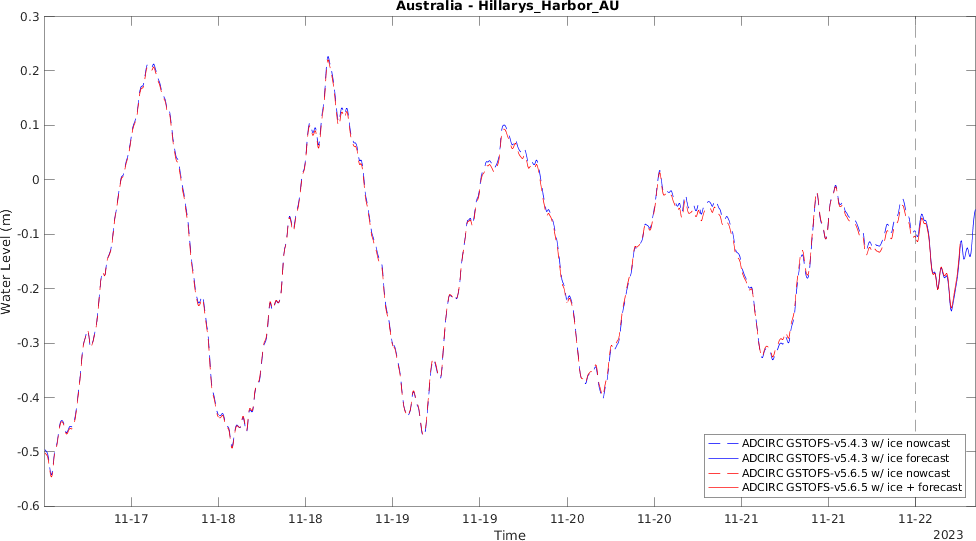 Australia - Hillarys_Harbor_AU
Water Level (m)
0.3
0.2
0.1
0
-0.1
-0.2
-0.3
-0.4
-0.5
-0.6
ADCIRC GSTOFS-v5.4.3 w/ ice nowcast
ADCIRC GSTOFS-v5.4.3 w/ ice forecast
ADCIRC GSTOFS-v5.6.5 w/ ice nowcast
ADCIRC GSTOFS-v5.6.5 w/ ice + forecast
11-17 11-18 11-18 11-19 11-19 11-20 11-20 11-21 11-21 11-22
Time
2023